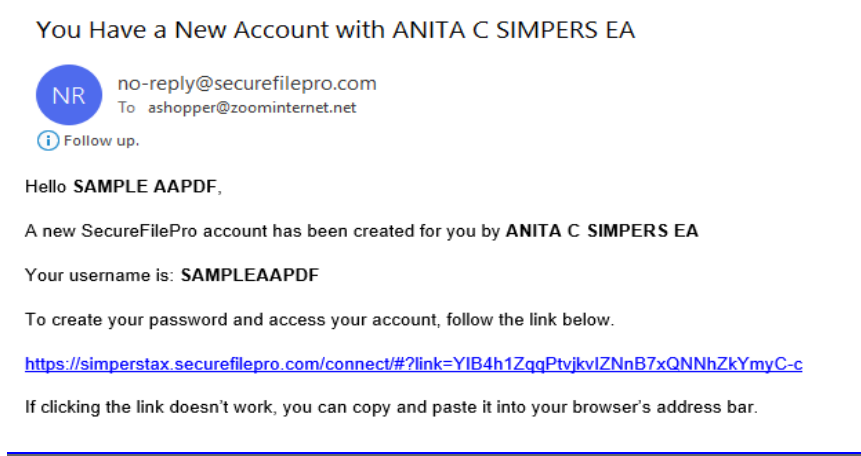 You Have a New Account with ANITA C SIMPERS EA
NR
no-reply@securefilepro.com
To ashopper@zoominternet.net
i Follow up.
Hello SAMPLE AAPDF,
A new SecureFilePro account has been created for you by ANITA C SIMPERS EA
Your username is: SAMPLEAAPDF
To create your password and access your account, follow the link below.
https://simperstax.securefilepro.com/connect/#?link=YIB4h1ZqqPtvjkvIZNnB7xQNNhZkYmyC-c
If clicking the link doesn't work, you can copy and paste it into your browser's address bar.